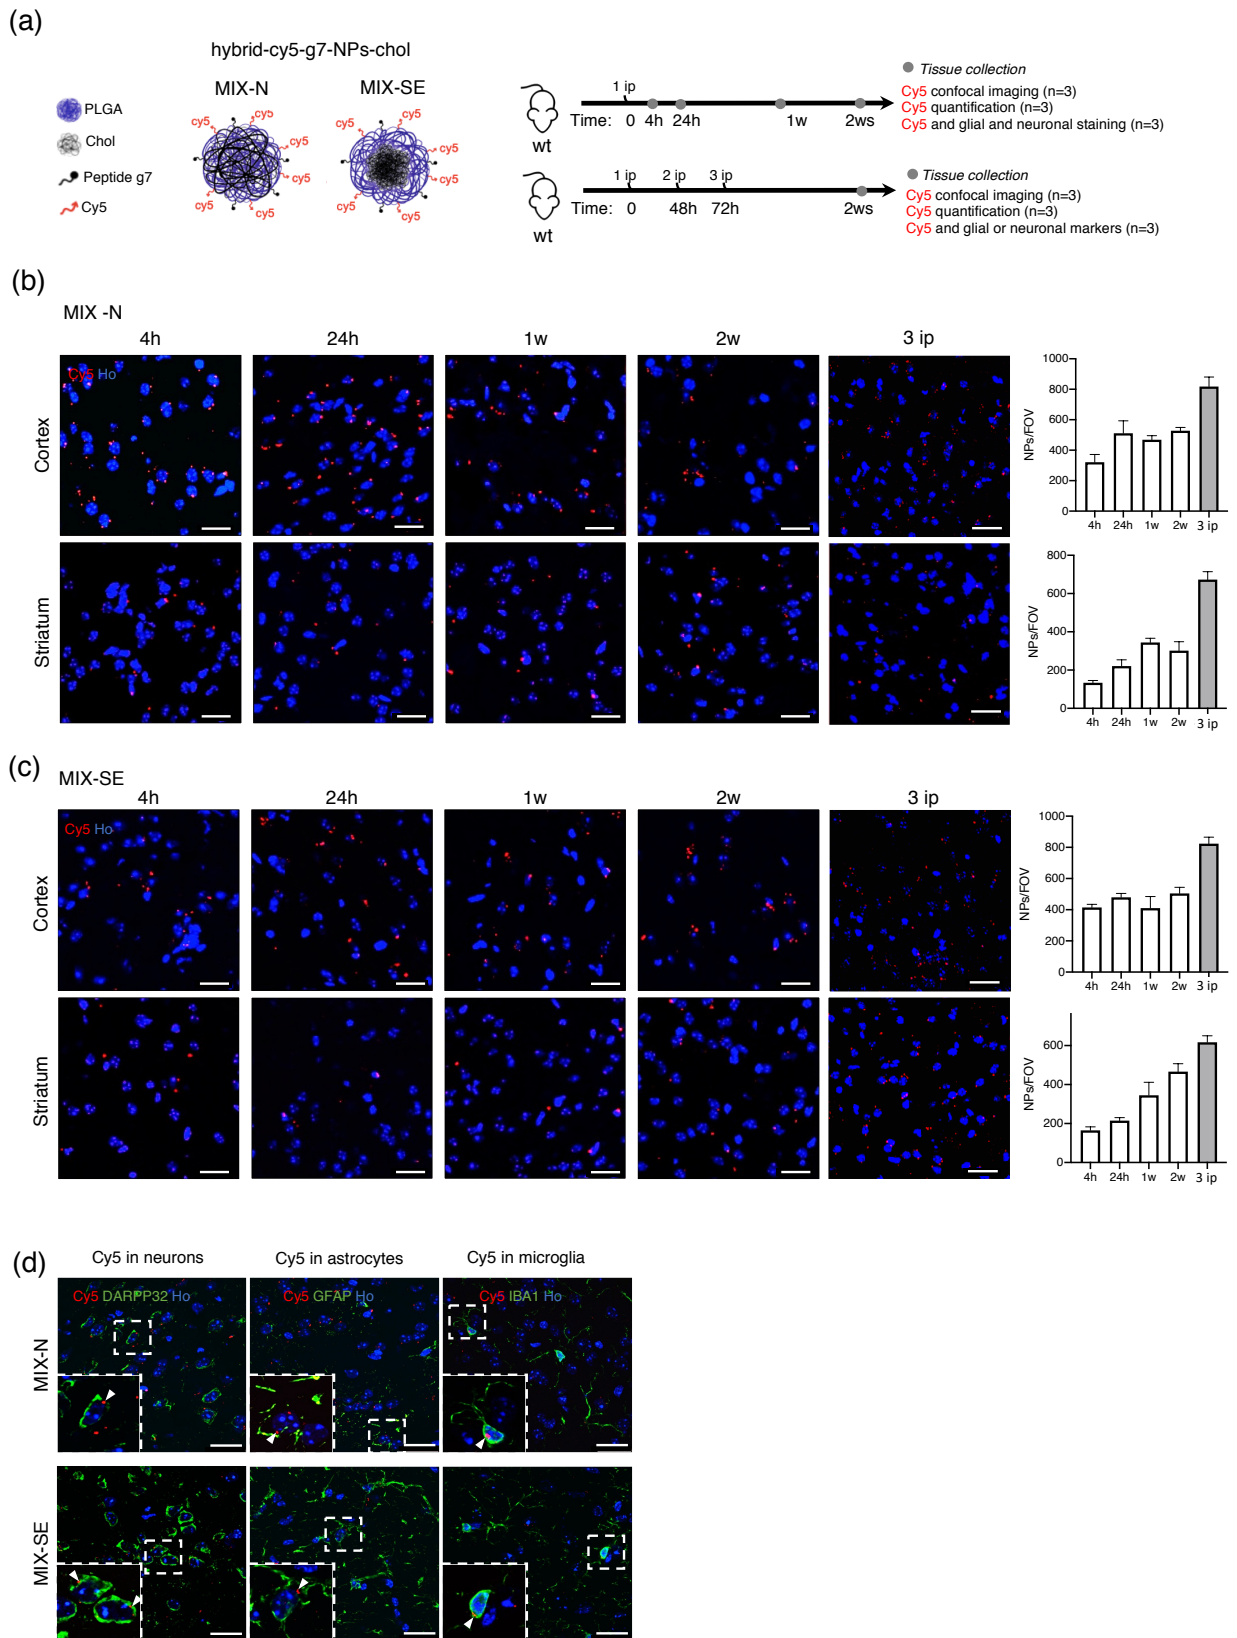 (a)
hybrid-cy5-g7-NPs-chol
MIX-N
MIX-SE
PLGA
Chol
Peptide g7
Cy5
cy5
cy5
cy5
cy5
cy5
cy5
cy5
cy5
cy5
cy5
cy5
cy5
cy5
cy5
1 ip
Time: 0 4h 24h 1w 2ws
wt
Tissue collection
Cy5 confocal imaging (n=3)
Cy5 quantification (n=3)
Cy5 and glial and neuronal staining (n=3)
1 ip 2 ip 3 ip
Time: 0 48h 72h 2ws
wt
Tissue collection
Cy5 confocal imaging (n=3)
Cy5 quantification (n=3)
Cy5 and glial or neuronal markers (n=3)
(b)
MIX -N
4h 24h 1w 2w 3 ip
Cy5 Ho
Cortex
Striatum
NPs/FOV
1000
800
600
400
200
0
4h 24h 1w 2w 3 ip
NPs/FOV
800
600
400
200
0
4h 24h 1w 2w 3 ip
(c)
MIX-SE
4h 24h 1w 2w 3 ip
Cy5 Ho
Cortex
Striatum
NPs/FOV
1000
800
600
400
200
0
4h 24h 1w 2w 3 ip
NPs/FOV
600
400
200
0
4h 24h 1w 2w 3 ip
(d)
Cy5 in neurons
Cy5 in astrocytes
Cy5 in microglia
MIX-N
Cy5 DARPP32 Ho
Cy5 GFAP Ho
Cy5 IBA1 Ho
MIX-SE